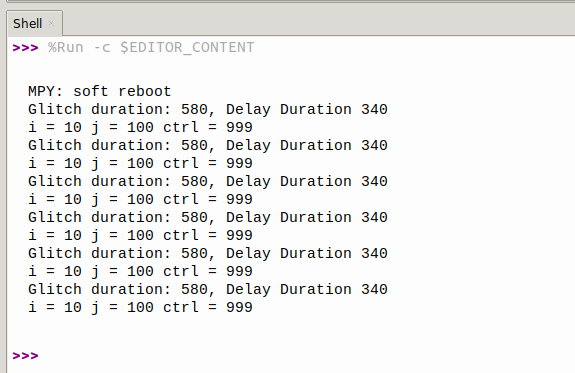 Shell
>>> %Run -c $EDITOR_CONTENT
MPY: soft reboot
Glitch duration: 580, Delay Duration 340
i = 10 j = 100 ctrl = 999
Glitch duration: 580, Delay Duration 340
i = 10 j = 100 ctrl = 999
Glitch duration: 580, Delay Duration 340
i = 10 j = 100 ctrl = 999
Glitch duration: 580, Delay Duration 340
i = 10 j = 100 ctrl = 999
Glitch duration: 580, Delay Duration 340
i = 10 j = 100 ctrl = 999
Glitch duration: 580, Delay Duration 340
i = 10 j = 100 ctrl = 999
>>>